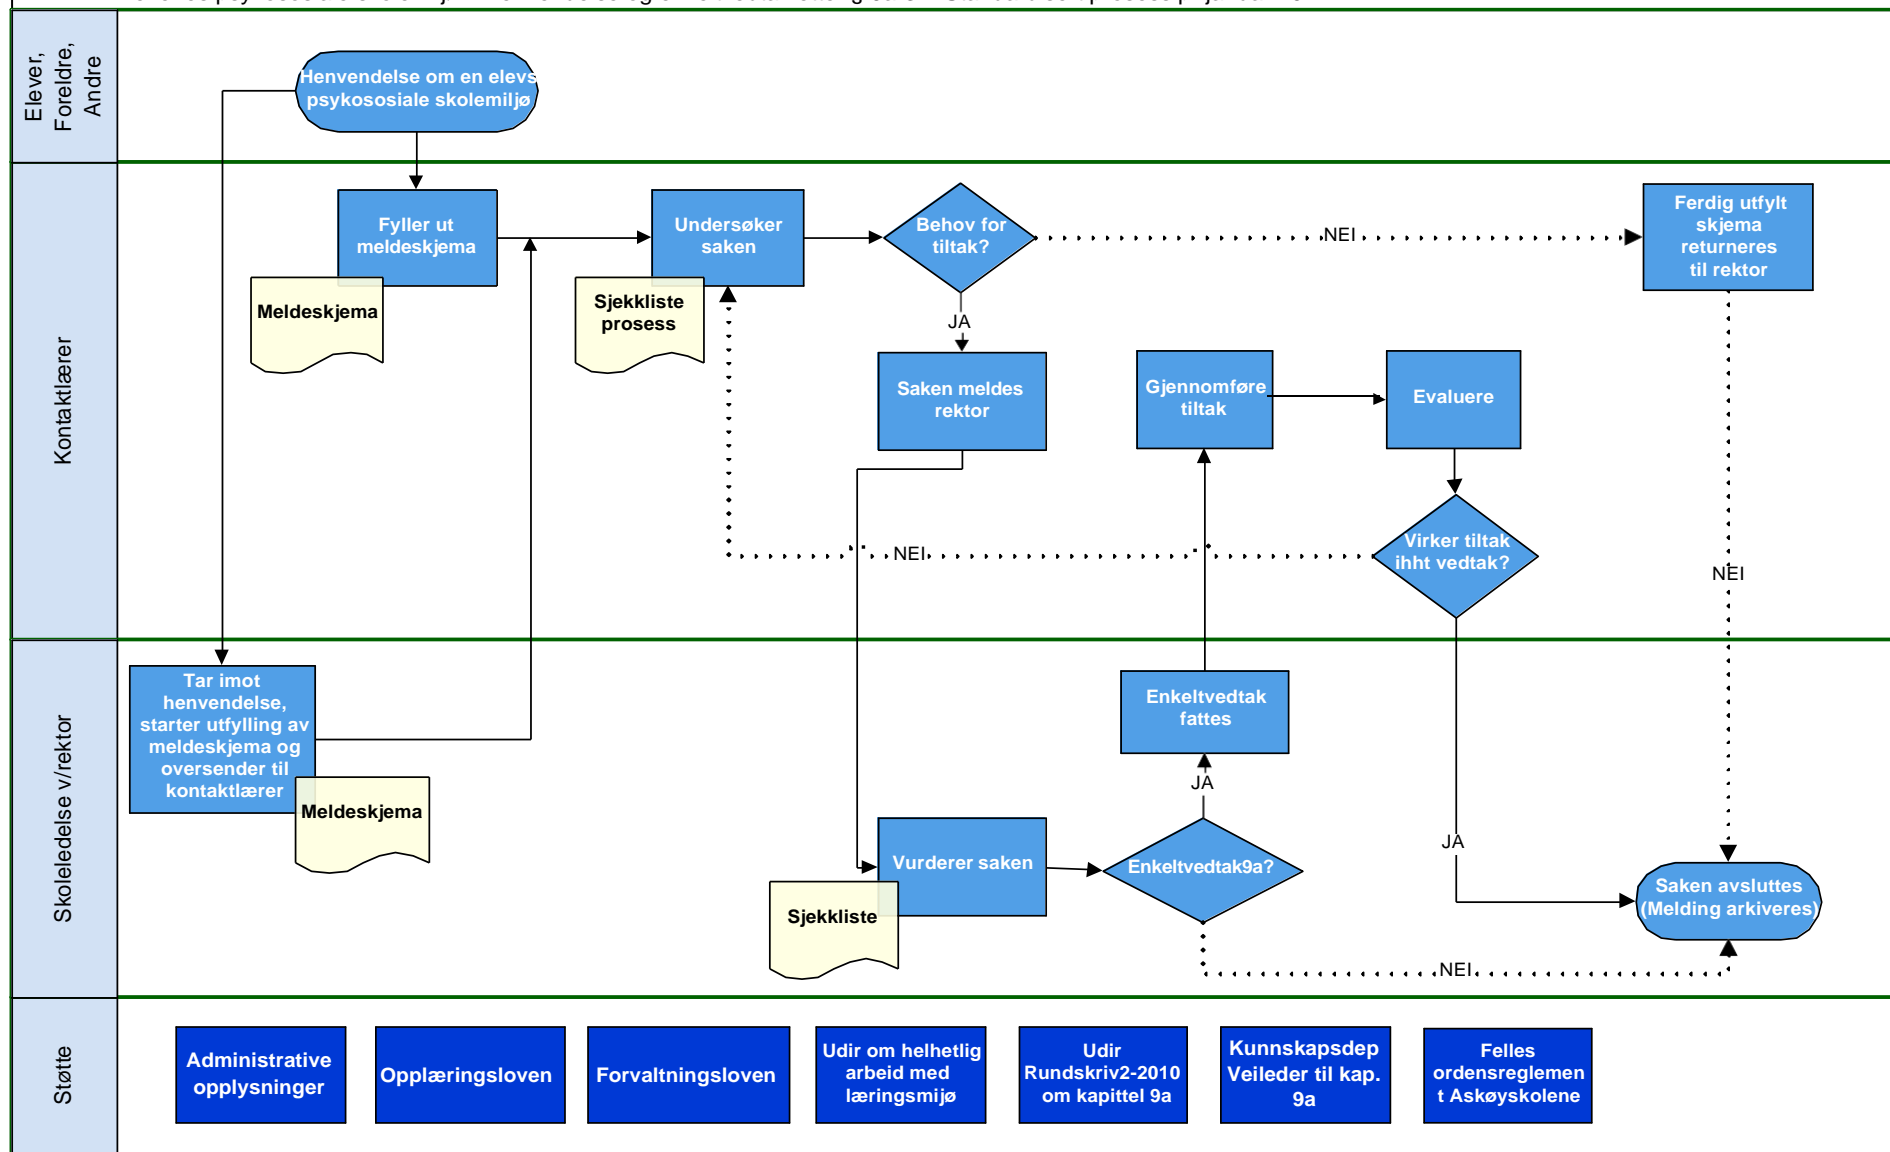 Elever,
Foreldre,
Andre
Henvendelse om en elevs
psykososiale skolemiljø
Kontaktlærer
Fyller ut
meldeskjema
Meldeskjema
Undersøker
saken
Sjekkliste
prosess
Behov for
tiltak?
NEI
Ferdig utfylt
skjema
returneres
til rektor
JA
Saken meldes
rektor
Gjennomføre
tiltak
Evaluere
Virker tiltak
ihht vedtak?
NEI
NEI
Skoleledelse v/rektor
Tar imot
henvendelse,
starter utfylling av
meldeskjema og
oversender til
kontaktlærer
Meldeskjema
Enkeltvedtak
fattes
JA
Vurderer saken
Sjekkliste
Enkeltvedtak9a?
JA
NEI
Saken avsluttes
(Melding arkiveres)
Støtte
Administrative
opplysninger
Opplæringsloven
Forvaltningsloven
Udir om helhetlig
arbeid med
læringsmijø
Udir
Rundskriv2-2010
om kapittel 9a
Kunnskapsdep
Veileder til kap.
9a
Felles
ordensreglemen
t Askøyskolene